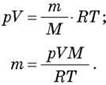 pV = m/M · RT;
m = pVM/RT.